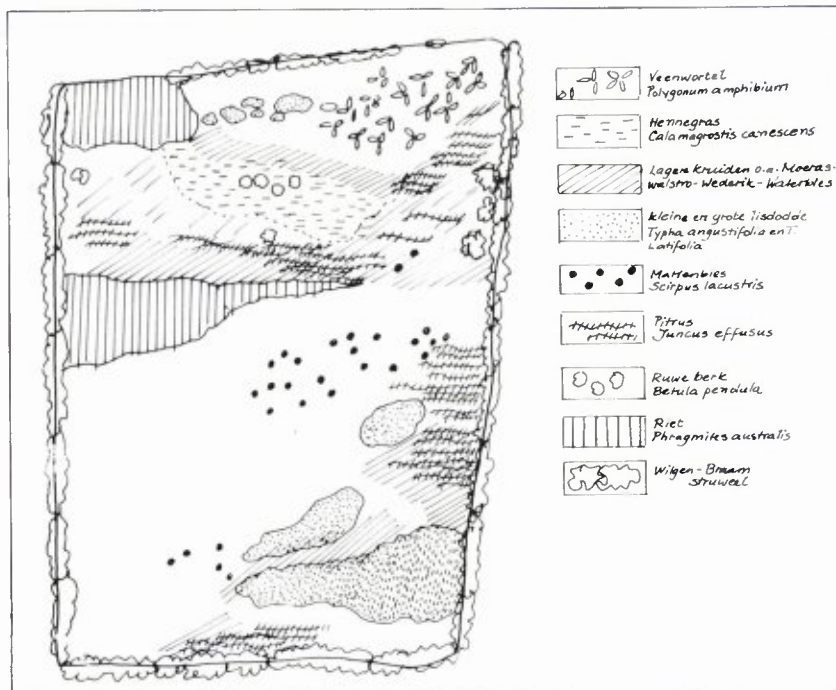 Veenwortel
Polygonum amphibium
Hennegras
Calamagrostis canescens
Lagere kruiden o.a. Moeras-
walstro-Wederik-Waterbies
kleine en grote lisdodde
Typha angustifolia en T.
Latifolia
Mattenbies
Scirpus lacustris
Pitrus
Juncus effusus
Ruwe berk
Betula pendula
Riet
Phragmites australis
Wilgen-Braam
struweel